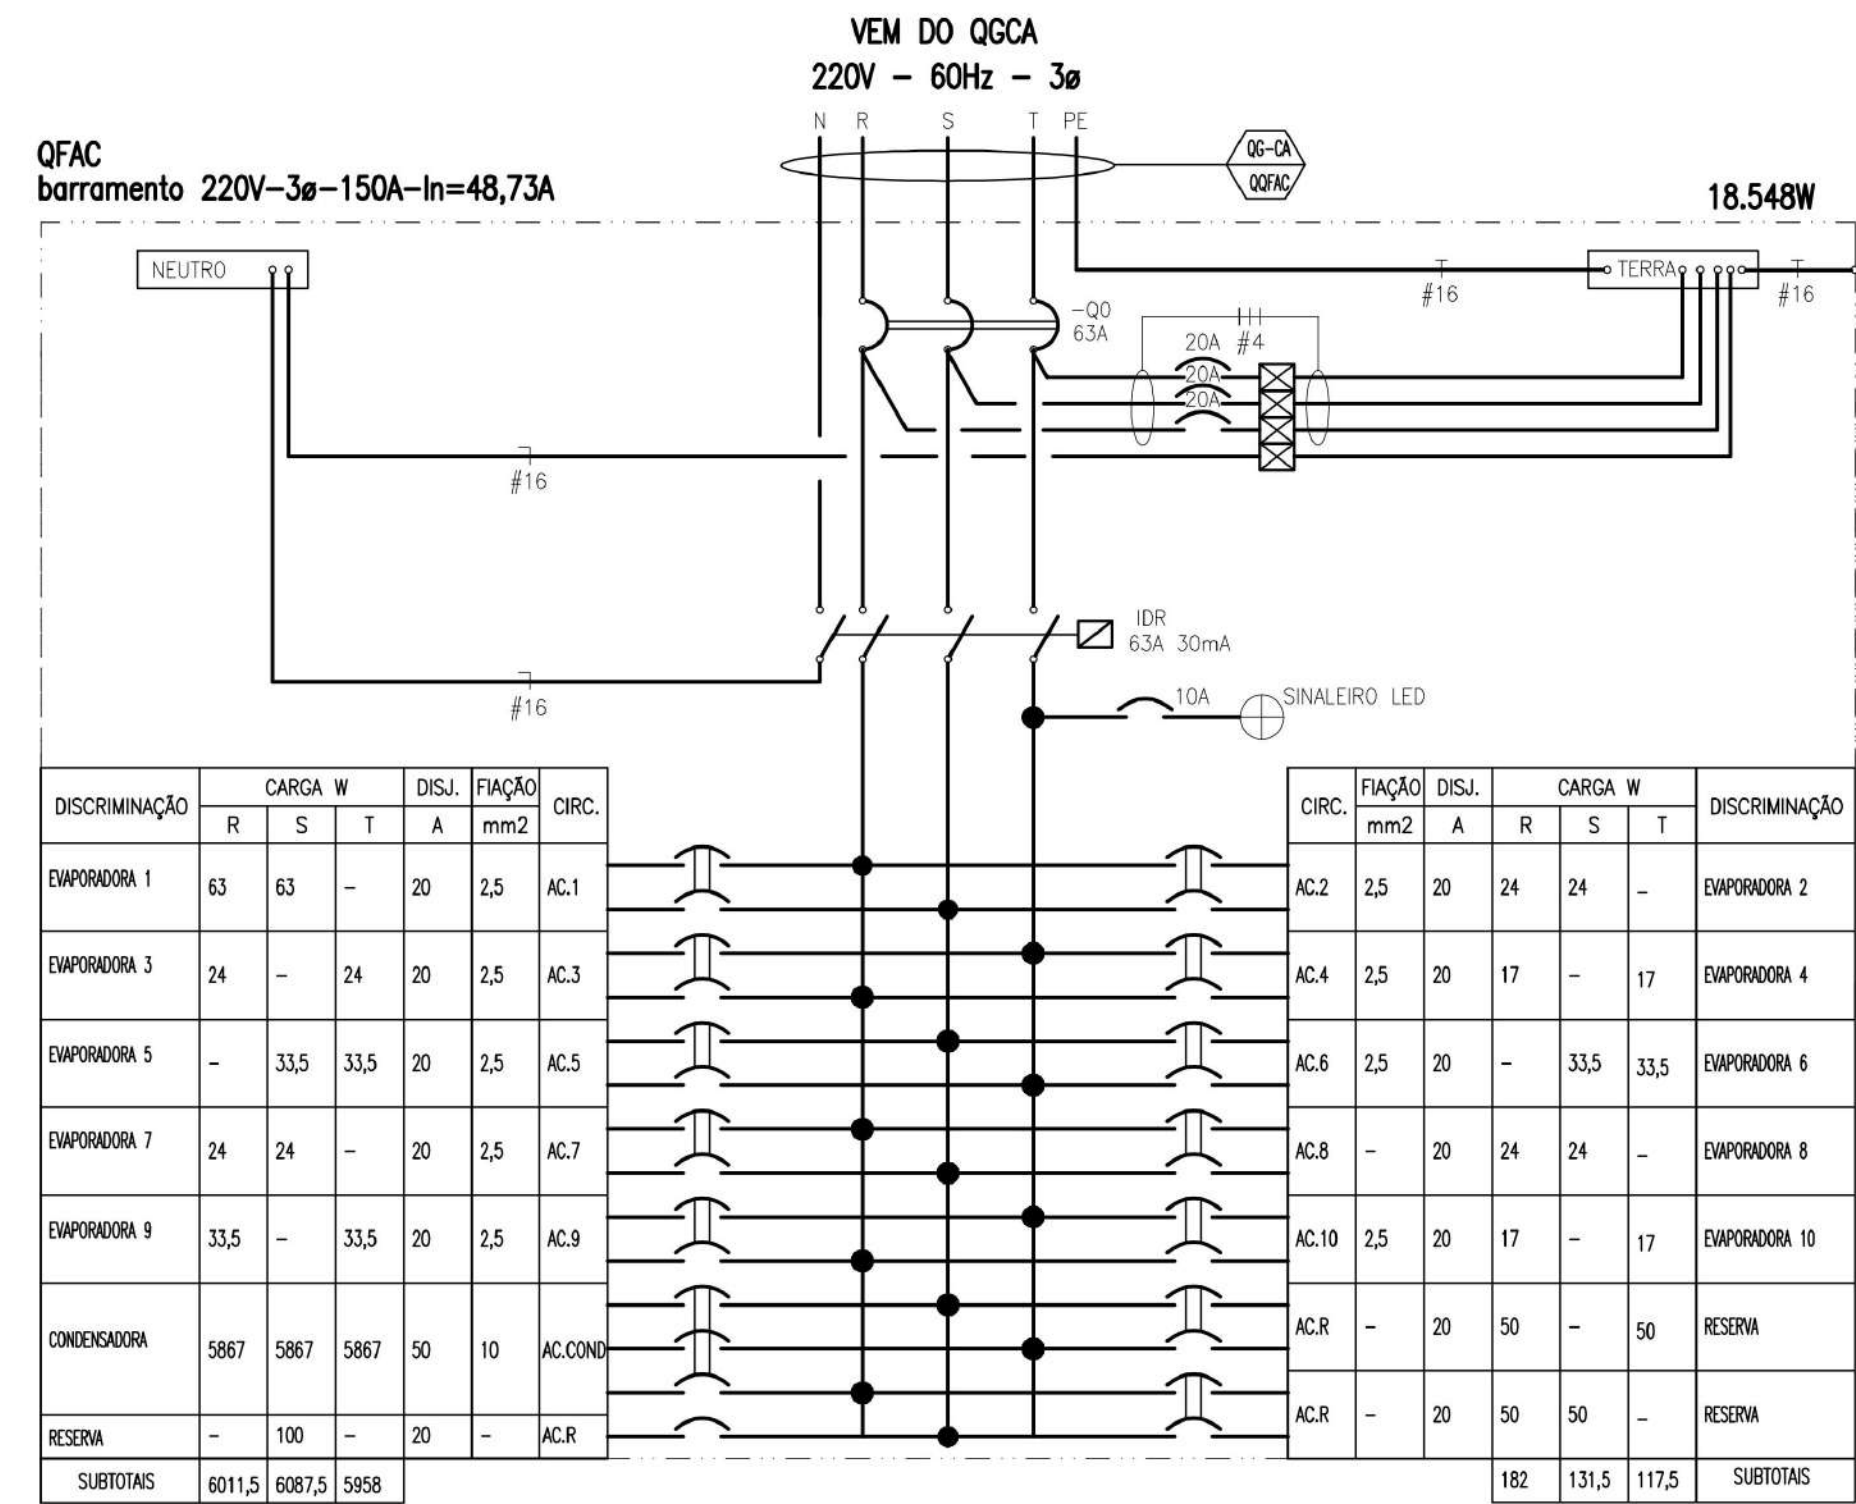 VEM DO QGCA
220V – 60Hz – 3ø
N R S T PE
QG-CA
QQFAC
QFAC
barramento 220V-3ø-150A-In=48,73A
18.548W
NEUTRO
TERRA
#16
#16
-Q0
63A
20A #4
20A
20A
#16
IDR
63A 30mA
#16
10A
SINALEIRO LED
DISCRIMINAÇÃO CARGA W DISJ. FIAÇÃO CIRC.
R S T A mm2
EVAPORADORA 1 63 63 – 20 2,5 AC.1
EVAPORADORA 3 24 – 24 20 2,5 AC.3
EVAPORADORA 5 – 33,5 33,5 20 2,5 AC.5
EVAPORADORA 7 24 24 – 20 2,5 AC.7
EVAPORADORA 9 33,5 – 33,5 20 2,5 AC.9
CONDENSADORA 5867 5867 5867 50 10 AC.COND
RESERVA – 100 – 20 – AC.R
SUBTOTAIS 6011,5 6087,5 5958
CIRC. FIAÇÃO DISJ. CARGA W DISCRIMINAÇÃO
mm2 A R S T
AC.2 2,5 20 24 24 – EVAPORADORA 2
AC.4 2,5 20 17 – 17 EVAPORADORA 4
AC.6 2,5 20 – 33,5 33,5 EVAPORADORA 6
AC.8 – 20 24 24 – EVAPORADORA 8
AC.10 2,5 20 17 – 17 EVAPORADORA 10
AC.R – 20 50 – 50 RESERVA
AC.R – 20 50 50 – RESERVA
182 131,5 117,5 SUBTOTAIS